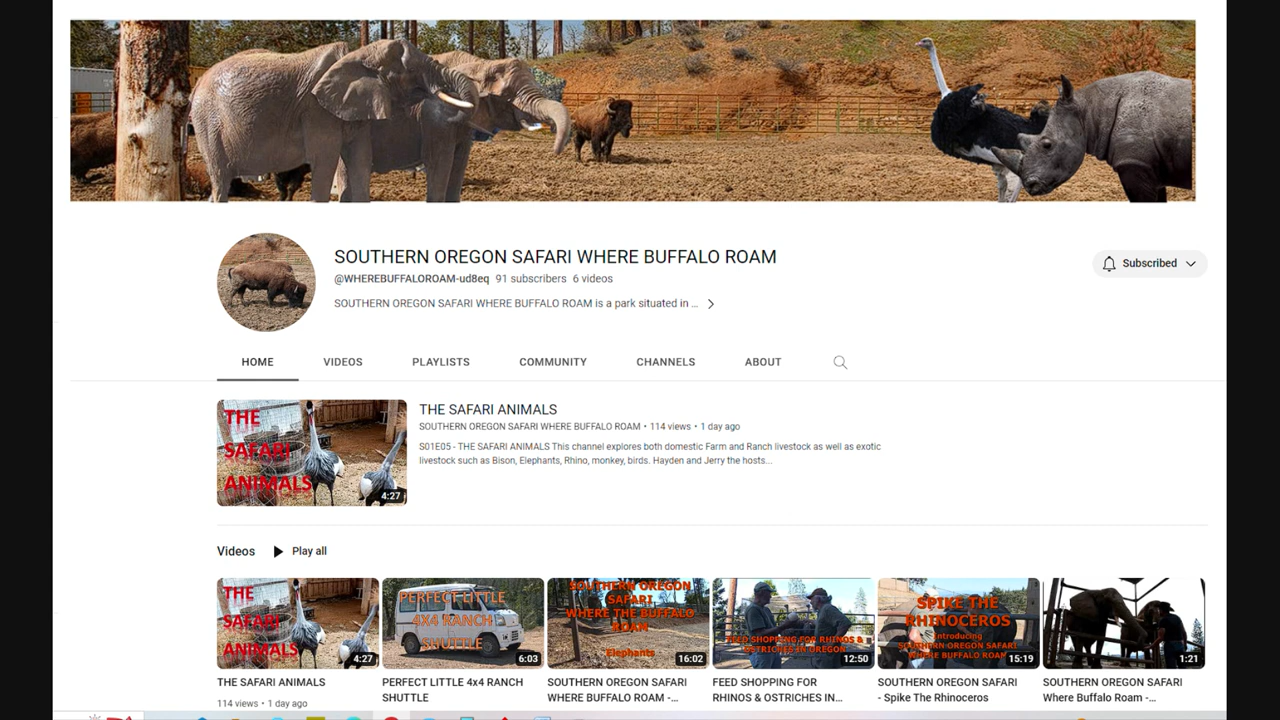 SOUTHERN OREGON SAFARI WHERE BUFFALO ROAM
@WHEREBUFFALOROAM-ud8eq 91 subscribers 6 videos
SOUTHERN OREGON SAFARI WHERE BUFFALO ROAM is a park situated in ...
Subscribed
HOME VIDEOS PLAYLISTS COMMUNITY CHANNELS ABOUT
THE
SAFARI
ANIMALS
4:27
THE SAFARI ANIMALS
SOUTHERN OREGON SAFARI WHERE BUFFALO ROAM • 114 views • 1 day ago
S01E05 - THE SAFARI ANIMALS This channel explores both domestic Farm and Ranch livestock as well as exotic
livestock such as Bison, Elephants, Rhino, monkey, birds. Hayden and Jerry the hosts...
Videos Play all
THE
SAFARI
ANIMALS
4:27
THE SAFARI ANIMALS
114 views • 1 day ago
PERFECT LITTLE
4X4 RANCH
SHUTTLE
6:03
PERFECT LITTLE 4x4 RANCH
SHUTTLE
SOUTHERN OREGON
SAFARI
WHERE THE BUFFALO
ROAM
Elephants
16:02
SOUTHERN OREGON SAFARI
WHERE BUFFALO ROAM -
FEED SHOPPING FOR RHINOS &
OSTRICHES IN OREGON
12:50
FEED SHOPPING FOR
RHINOS & OSTRICHES IN...
SPIKE THE
RHINOCEROS
Introducing
SOUTHERN OREGON SAFARI
WHERE BUFFALO ROAM
15:19
SOUTHERN OREGON SAFARI
- Spike The Rhinoceros
1:21
SOUTHERN OREGON SAFARI
Where Buffalo Roam -...